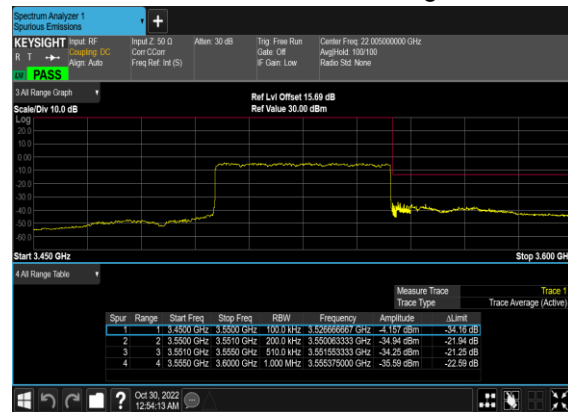 Spectrum Analyzer 1
Spurious Emissions
+
KEYSIGHT Input: RF Input Z: 50 Ω Atten: 30 dB Trig: Free Run Center Freq: 22.005000000 GHz
R T Coupling: DC Corr CCorr Gate: Off Avg|Hold: 100/100
Align: Auto Freq Ref: Int (S) IF Gain: Low Radio Std: None
PASS
3 All Range Graph
Ref Lvl Offset 15.69 dB
Scale/Div 10.0 dB Ref Value 30.00 dBm
Log
20.0
10.0
0.00
-10.0
-20.0
-30.0
-40.0
-50.0
-60.0
Start 3.450 GHz Stop 3.600 GH
4 All Range Table
Measure Trace Trace 1
Trace Type Trace Average (Active)
Spur Range Start Freq Stop Freq RBW Frequency Amplitude ΔLimit
1 1 3.4500 GHz 3.5500 GHz 100.0 kHz 3.526666667 GHz -4.157 dBm -34.16 dB
2 2 3.5500 GHz 3.5510 GHz 200.0 kHz 3.550063333 GHz -34.94 dBm -21.94 dB
3 3 3.5510 GHz 3.5550 GHz 510.0 kHz 3.551553333 GHz -34.25 dBm -21.25 dB
4 4 3.5550 GHz 3.6000 GHz 1.000 MHz 3.555375000 GHz -35.59 dBm -22.59 dB
? Oct 30, 2022
12:54:13 AM